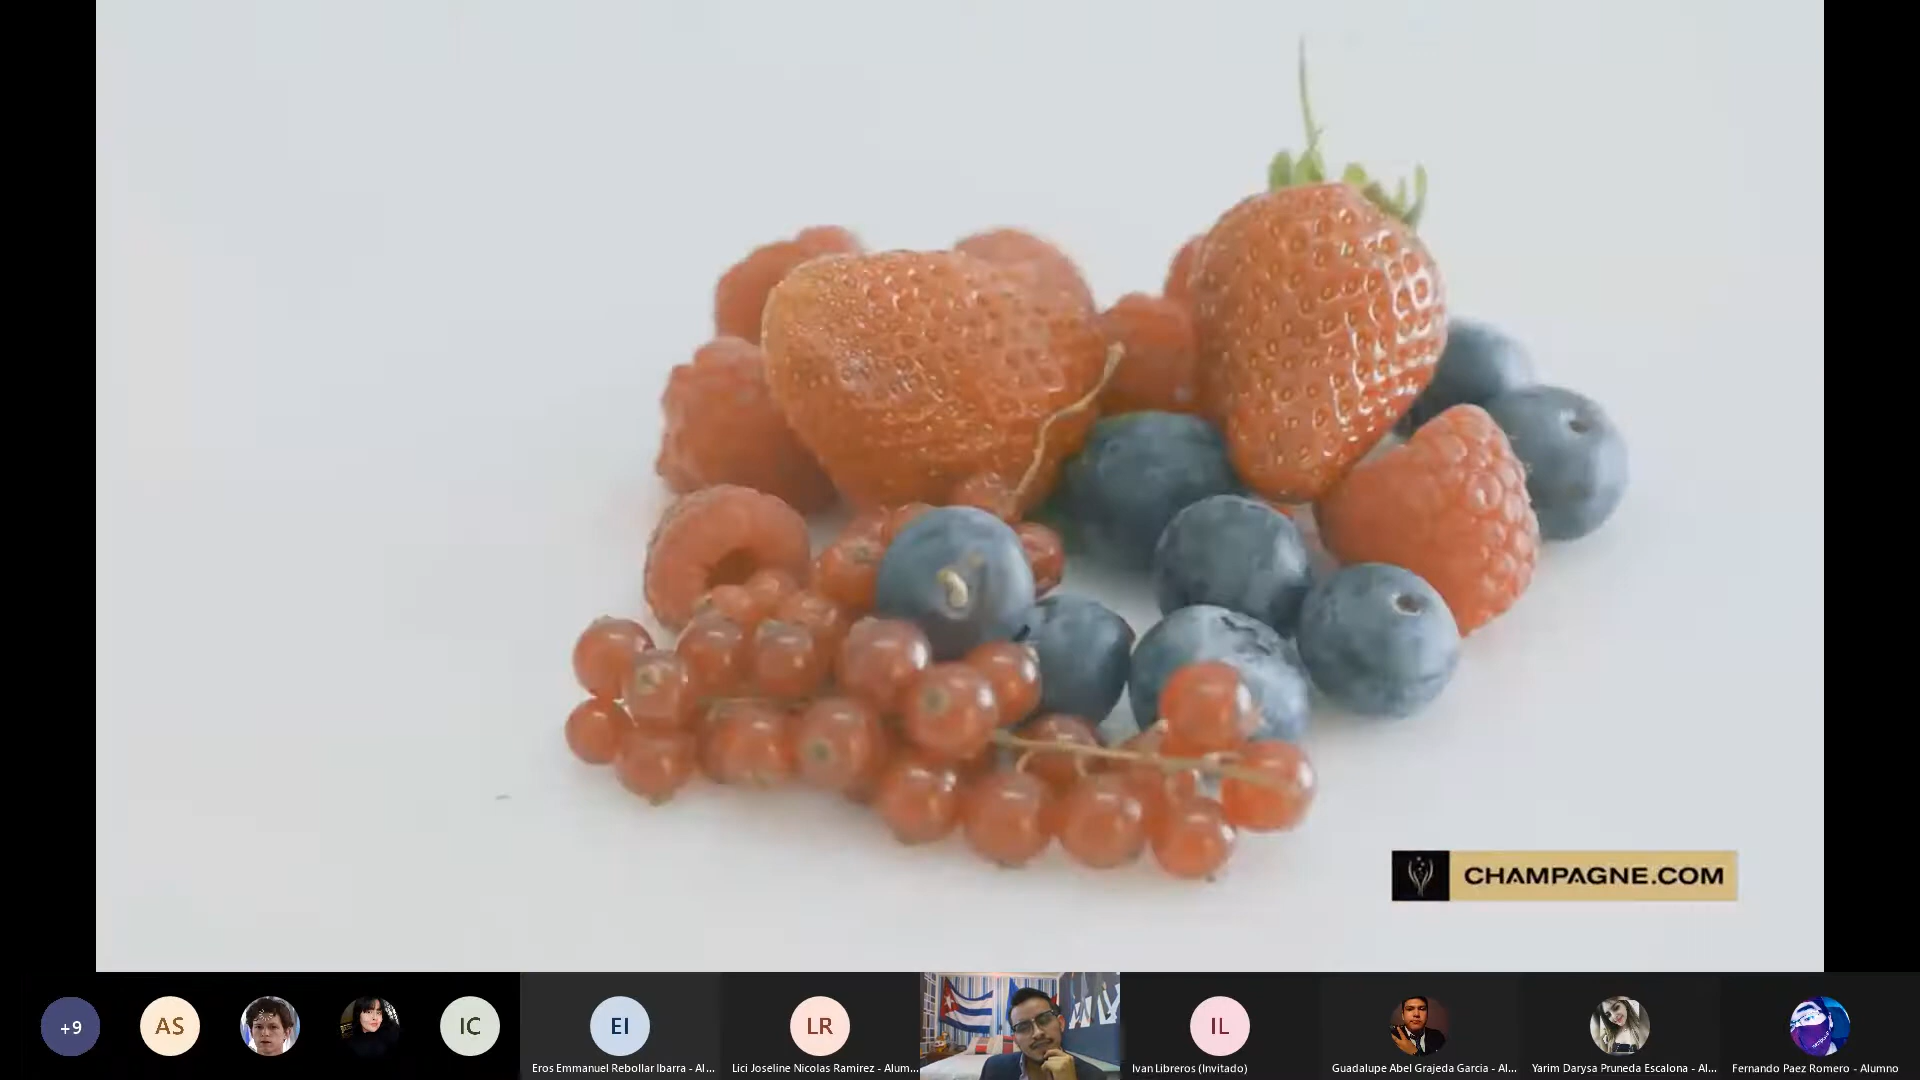 CHAMPAGNE.COM
+9
AS
IC
EI
LR
IL
Eros Emmanuel Rebollar Ibarra - Al...
Lici Joseline Nicolas Ramirez - Alum...
Ivan Libreros (Invitado)
Guadalupe Abel Grajeda Garcia - Al...
Yarim Darysa Pruneda Escalona - Al...
Fernando Paez Romero - Alumno